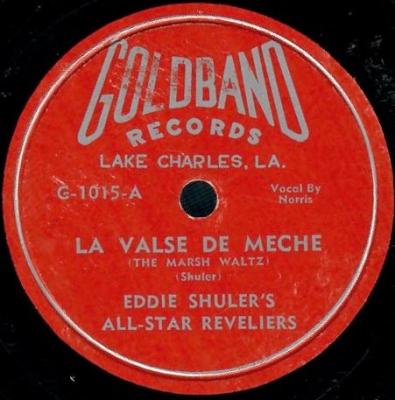 GOLDBAND
RECORDS
LAKE CHARLES, LA.
G-1015-A
Vocal By
Norris
LA VALSE DE MECHE
(THE MARSH WALTZ)
(Shuler)
EDDIE SHULER'S
ALL-STAR REVELIERS